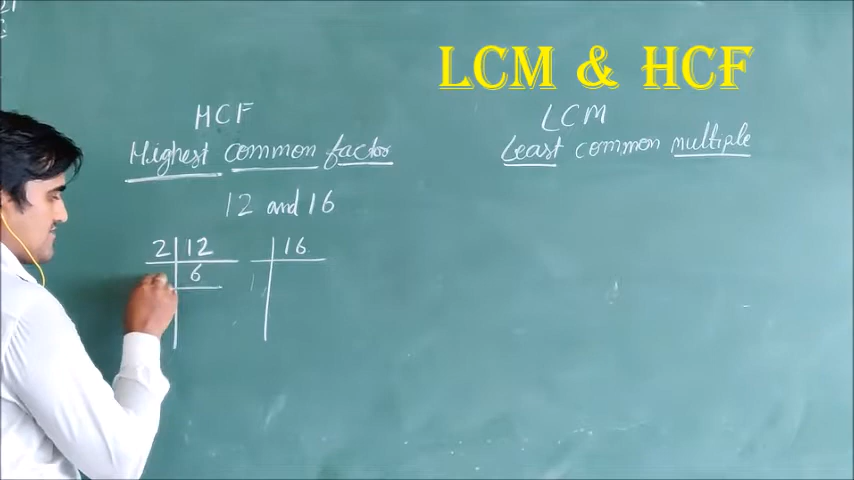 LCM & HCF
HCF
Highest common factor
12 and 16
2 12
6
16
LCM
Least common multiple